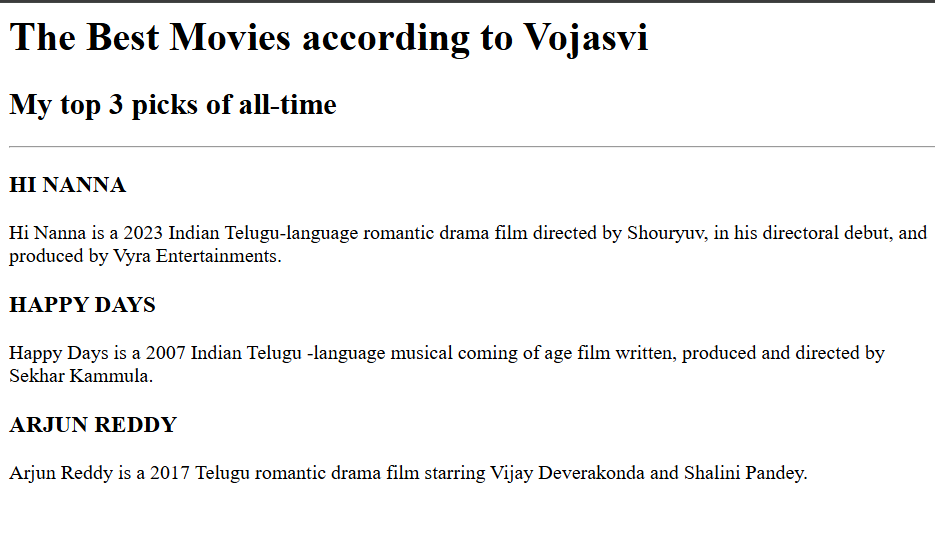 The Best Movies according to Vojasvi
My top 3 picks of all-time
HI NANNA
Hi Nanna is a 2023 Indian Telugu-language romantic drama film directed by Shouryuv, in his directoral debut, and
produced by Vyra Entertainments.
HAPPY DAYS
Happy Days is a 2007 Indian Telugu -language musical coming of age film written, produced and directed by
Sekhar Kammula.
ARJUN REDDY
Arjun Reddy is a 2017 Telugu romantic drama film starring Vijay Deverakonda and Shalini Pandey.